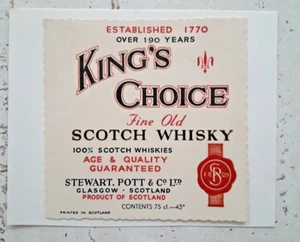 ESTABLISHED 1770
OVER 190 YEARS
KING'S
CHOICE
Fine Old
SCOTCH WHISKY
100% SCOTCH WHISKIES
AGE & QUALITY
GUARANTEED
STEWART, POTT & Co LTD
GLASGOW · SCOTLAND
PRODUCT OF SCOTLAND
CONTENTS 75 cl.—43°
PRINTED IN SCOTLAND